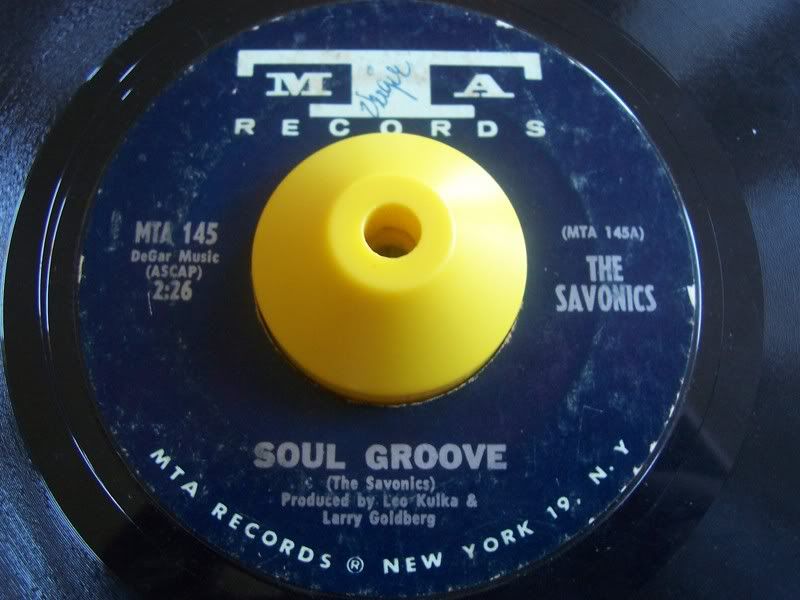 MTA
RECORDS
MTA 145
DeGar Music
(ASCAP)
2:26
(MTA 145A)
THE
SAVONICS
SOUL GROOVE
(The Savonics)
Produced by Leo Kulka &
Larry Goldberg
MTA RECORDS ® NEW YORK 19, N.Y